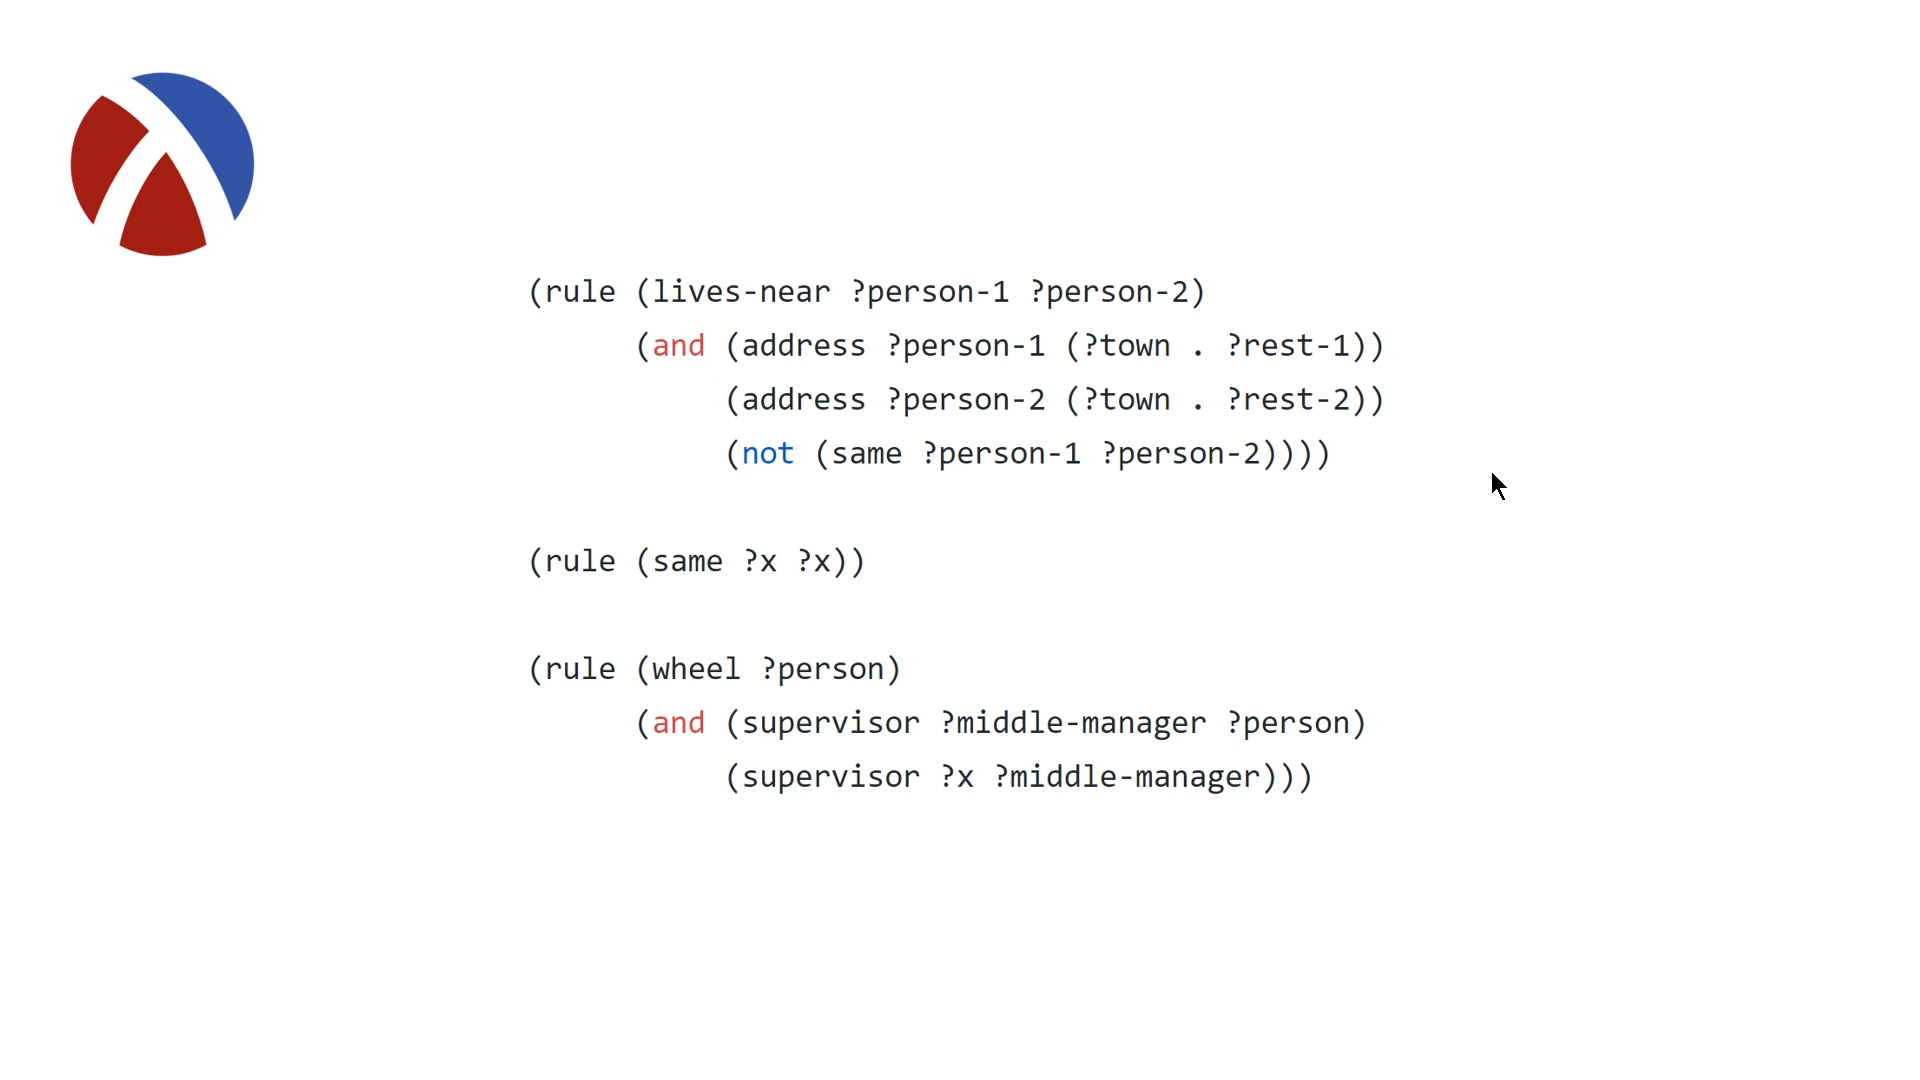 (rule (lives-near ?person-1 ?person-2)
(and (address ?person-1 (?town . ?rest-1))
(address ?person-2 (?town . ?rest-2))
(not (same ?person-1 ?person-2))))
(rule (same ?x ?x))
(rule (wheel ?person)
(and (supervisor ?middle-manager ?person)
(supervisor ?x ?middle-manager)))